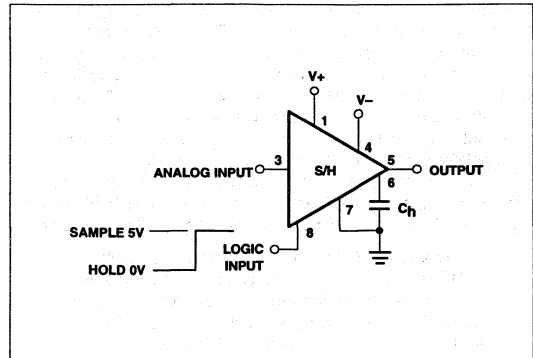 V+
V–
1
4
ANALOG INPUT
3
S/H
5
OUTPUT
6
7
Ch
SAMPLE 5V
8
LOGIC
INPUT
HOLD 0V